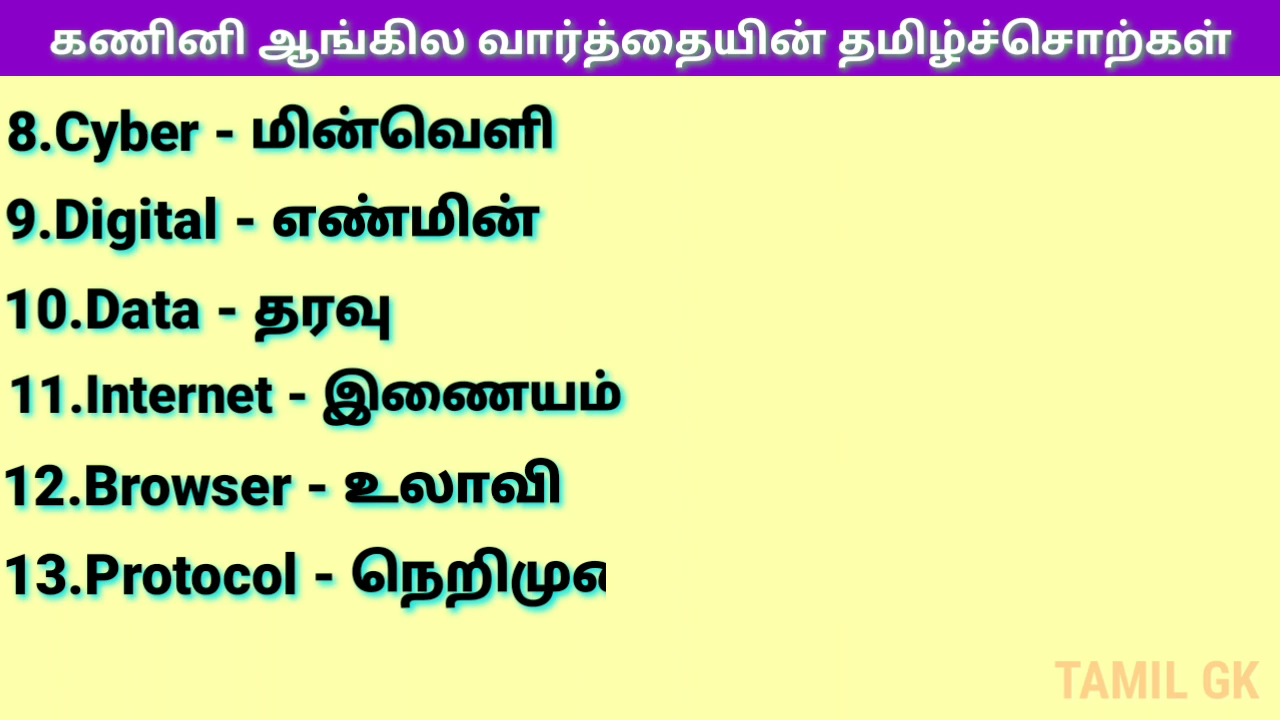 கணினி ஆங்கில வார்த்தையின் தமிழ்ச்சொற்கள்
8.Cyber - மின்வெளி
9.Digital - எண்மின்
10.Data - தரவு
11.Internet - இணையம்
12.Browser - உலாவி
13.Protocol -
TAMIL GK